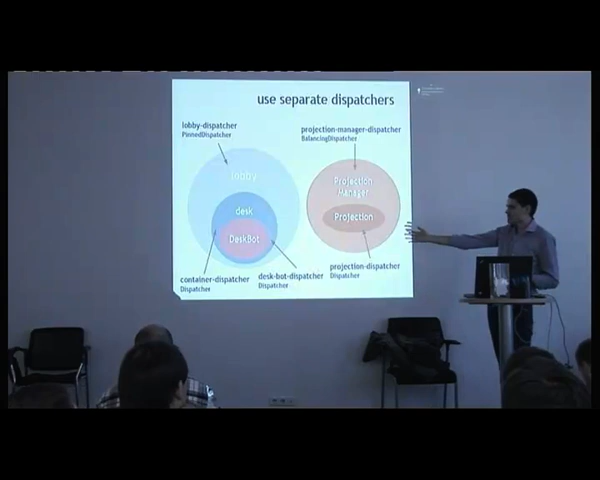 use separate dispatchers
lobby-dispatcher
PinnedDispatcher
projection-manager-dispatcher
BalancingDispatcher
lobby
desk
DeskBot
Projection
Manager
Projection
container-dispatcher
Dispatcher
desk-bot-dispatcher
Dispatcher
projection-dispatcher
Dispatcher